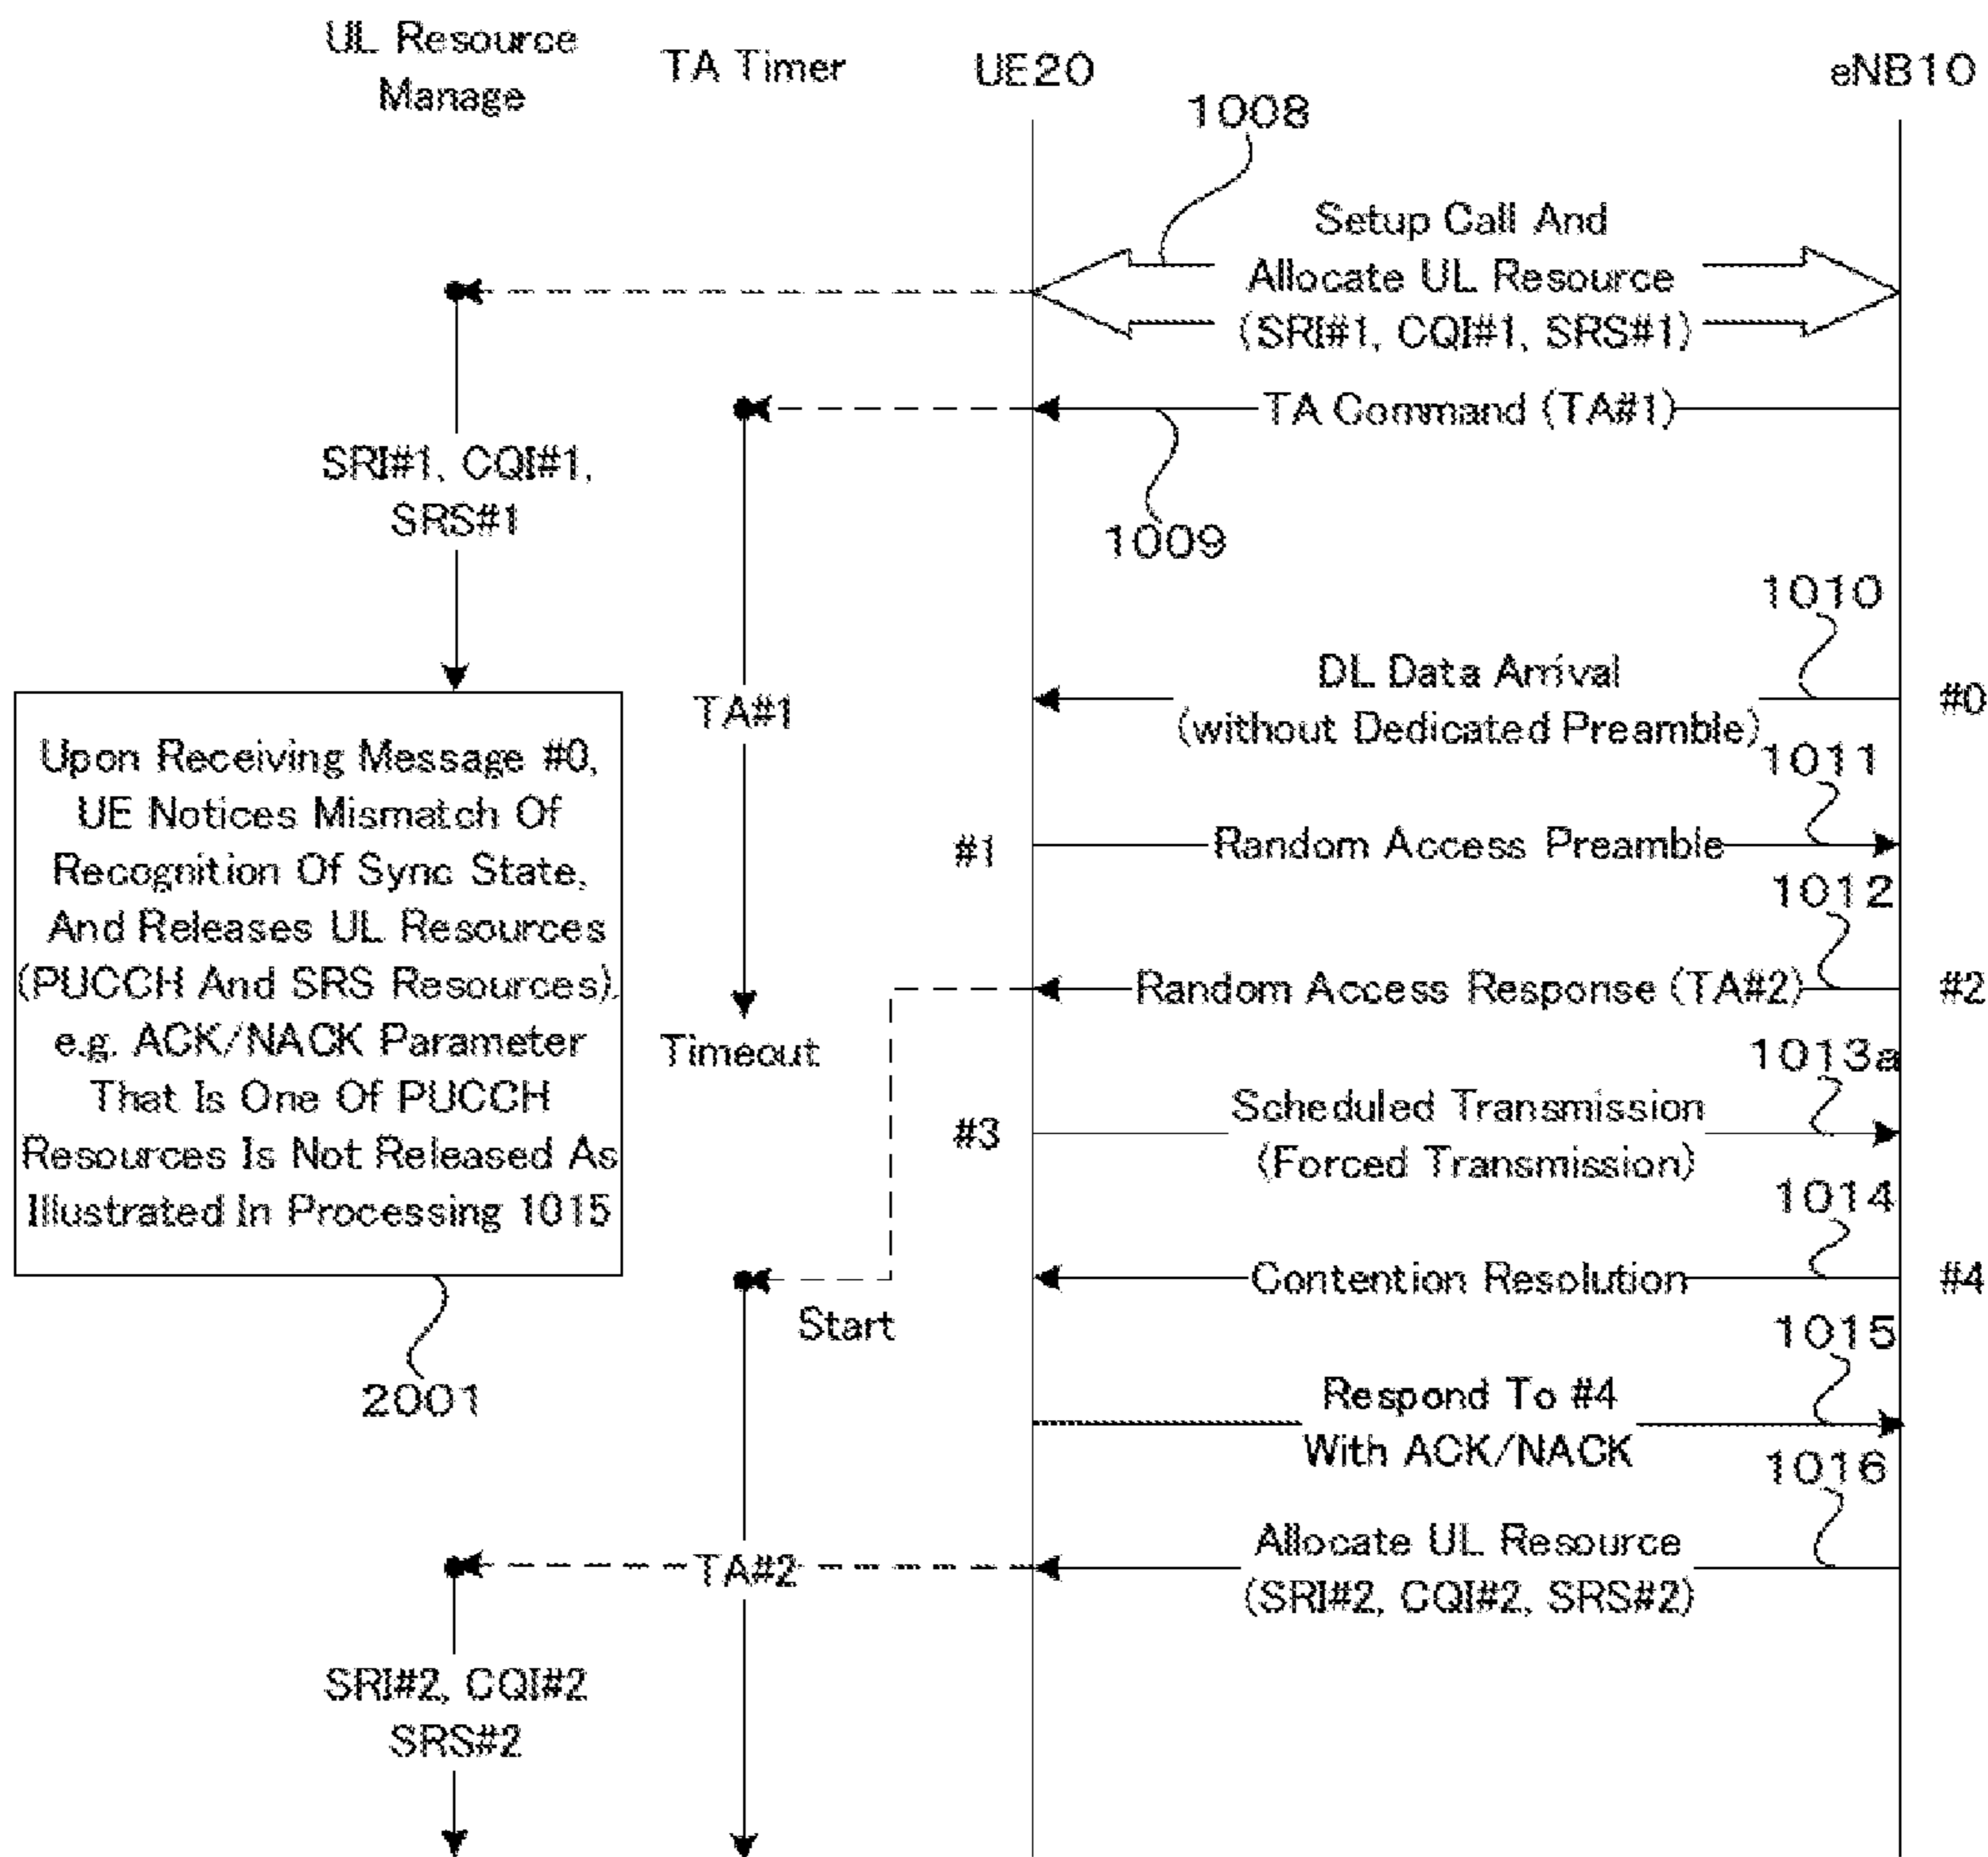 UL Resource
Manage
TA Timer
UE20
eNB10
1008
Setup Call And
Allocate UL Resource
(SRI#1, CQI#1, SRS#1)
TA Command (TA#1)
SRI#1, CQI#1,
SRS#1
1009
1010
DL Data Arrival
(without Dedicated Preamble)
#0
TA#1
1011
Upon Receiving Message #0,
UE Notices Mismatch Of
Recognition Of Sync State,
And Releases UL Resources
(PUCCH And SRS Resources).
e.g. ACK/NACK Parameter
That Is One Of PUCCH
Resources Is Not Released As
Illustrated In Processing 1015
#1
Random Access Preamble
1012
Random Access Response (TA#2)
#2
Timeout
1013a
#3
Scheduled Transmission
(Forced Transmission)
1014
Contention Resolution
#4
Start
1015
2001
Respond To #4
With ACK/NACK
1016
TA#2
Allocate UL Resource
(SRI#2, CQI#2, SRS#2)
SRI#2, CQI#2
SRS#2